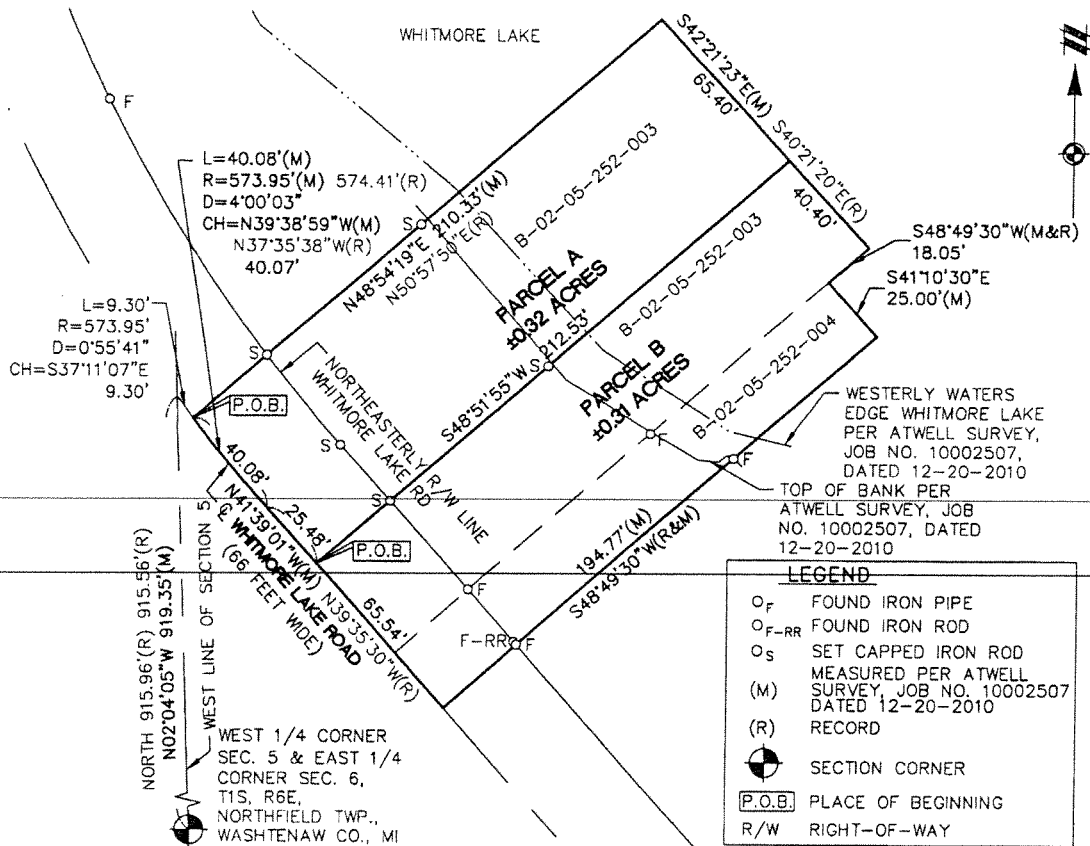 WHITMORE LAKE
N
S42°21'23"E(M) S40°21'20"E(R)
65.40'
40.40'
F
L=40.08'(M)
R=573.95'(M) 574.41'(R)
D=4°00'03"
CH=N39°38'59"W(M)
N37°35'38"W(R)
40.07'
S
N48°54'19"E 210.33'(M)
N50°57'50"E(R)
B-02-05-252-003
PARCEL A
±0.32 ACRES
B-02-05-252-003
S48°49'30"W(M&R)
18.05'
S41°10'30"E
25.00'(M)
L=9.30'
R=573.95'
D=0°55'41"
CH=S37°11'07"E
9.30'
S
P.O.B.
NORTHEASTERLY R/W LINE
WHITMORE LAKE RD
S
S48°51'55"W 212.53'
S
PARCEL B
±0.31 ACRES
B-02-05-252-004
F
F
WESTERLY WATERS
EDGE WHITMORE LAKE
PER ATWELL SURVEY,
JOB NO. 10002507,
DATED 12-20-2010
TOP OF BANK PER
ATWELL SURVEY, JOB
NO. 10002507, DATED
12-20-2010
S
40.08'
25.48'
P.O.B.
65.54'
N41°39'01"W(M) N39°35'30"W(R)
℄ WHITMORE LAKE ROAD
(66 FEET WIDE)
194.77'(M)
S48°49'30"W(R&M)
F
F-RR
F
NORTH 915.96'(R) 915.56'(R)
N02°04'05"W 919.35'(M)
WEST LINE OF SECTION 5
WEST 1/4 CORNER
SEC. 5 & EAST 1/4
CORNER SEC. 6,
T1S, R6E,
NORTHFIELD TWP.,
WASHTENAW CO., MI
LEGEND
F FOUND IRON PIPE
F-RR FOUND IRON ROD
S SET CAPPED IRON ROD
(M) MEASURED PER ATWELL
SURVEY, JOB NO. 10002507
DATED 12-20-2010
(R) RECORD
SECTION CORNER
P.O.B. PLACE OF BEGINNING
R/W RIGHT-OF-WAY